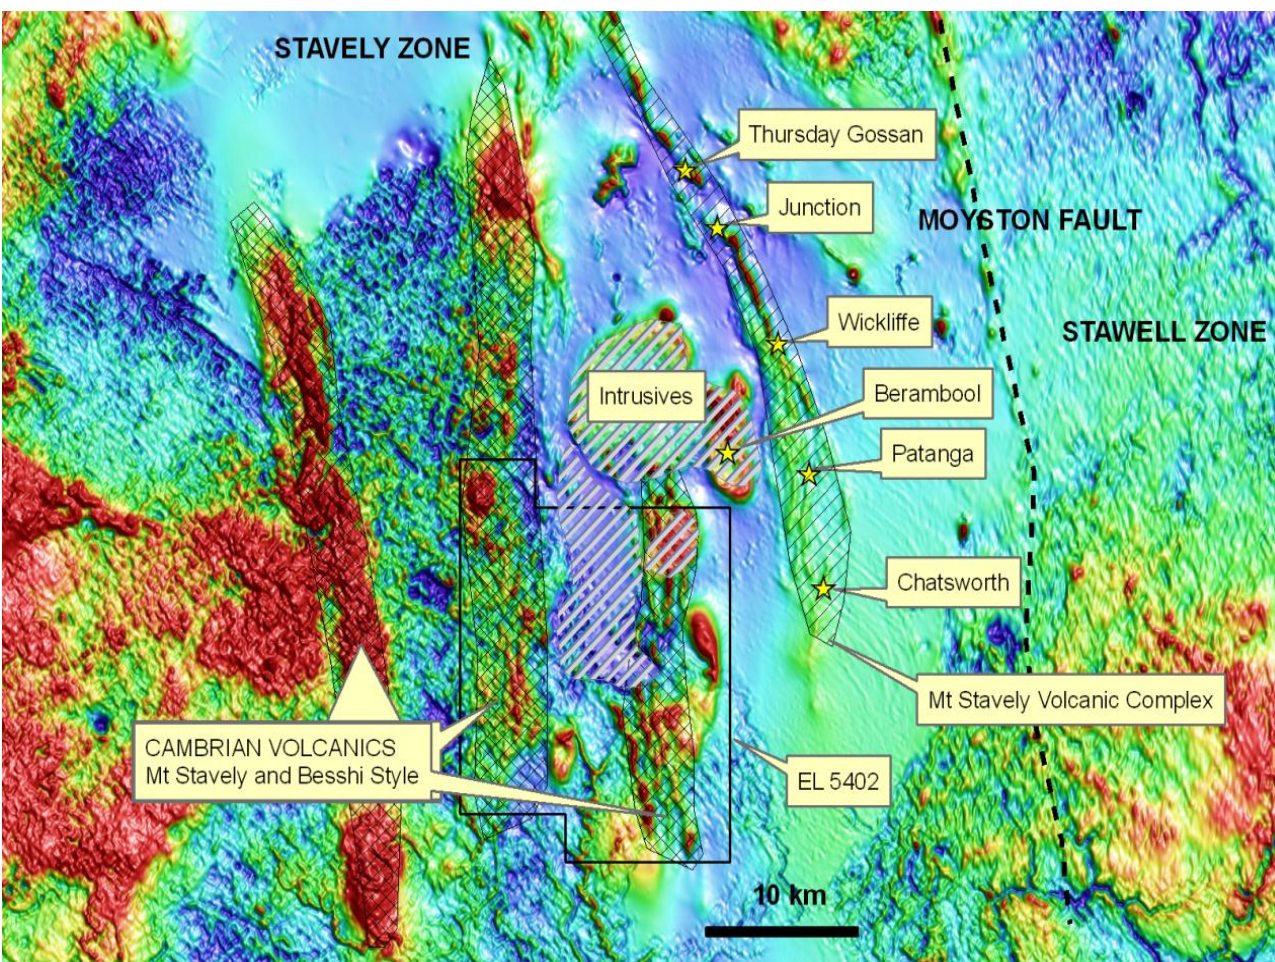 STAVELY ZONE
Thursday Gossan
Junction
MOYSTON FAULT
Wickliffe
STAWELL ZONE
Intrusives
Berambool
Patanga
Chatsworth
Mt Stavely Volcanic Complex
CAMBRIAN VOLCANICS
Mt Stavely and Besshi Style
EL 5402
10 km